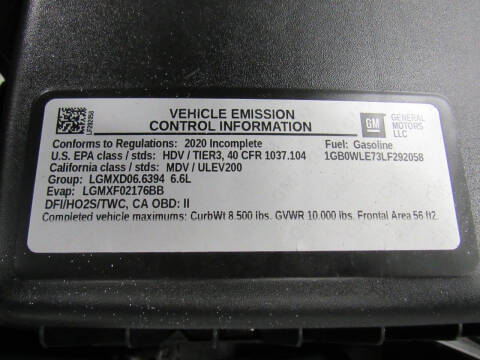 LF292058
VEHICLE EMISSION
CONTROL INFORMATION
GM
GENERAL
MOTORS
LLC
Conforms to Regulations: 2020 Incomplete Fuel: Gasoline
U.S. EPA class / stds: HDV / TIER3, 40 CFR 1037.104 1GB0WLE73LF292058
California class / stds: MDV / ULEV200
Group: LGMXD06.6394 6.6L
Evap: LGMXF02176BB
DFI/HO2S/TWC, CA OBD: II
Completed vehicle maximums: CurbWt 8,500 lbs. GVWR 10,000 lbs. Frontal Area 56 ft2.